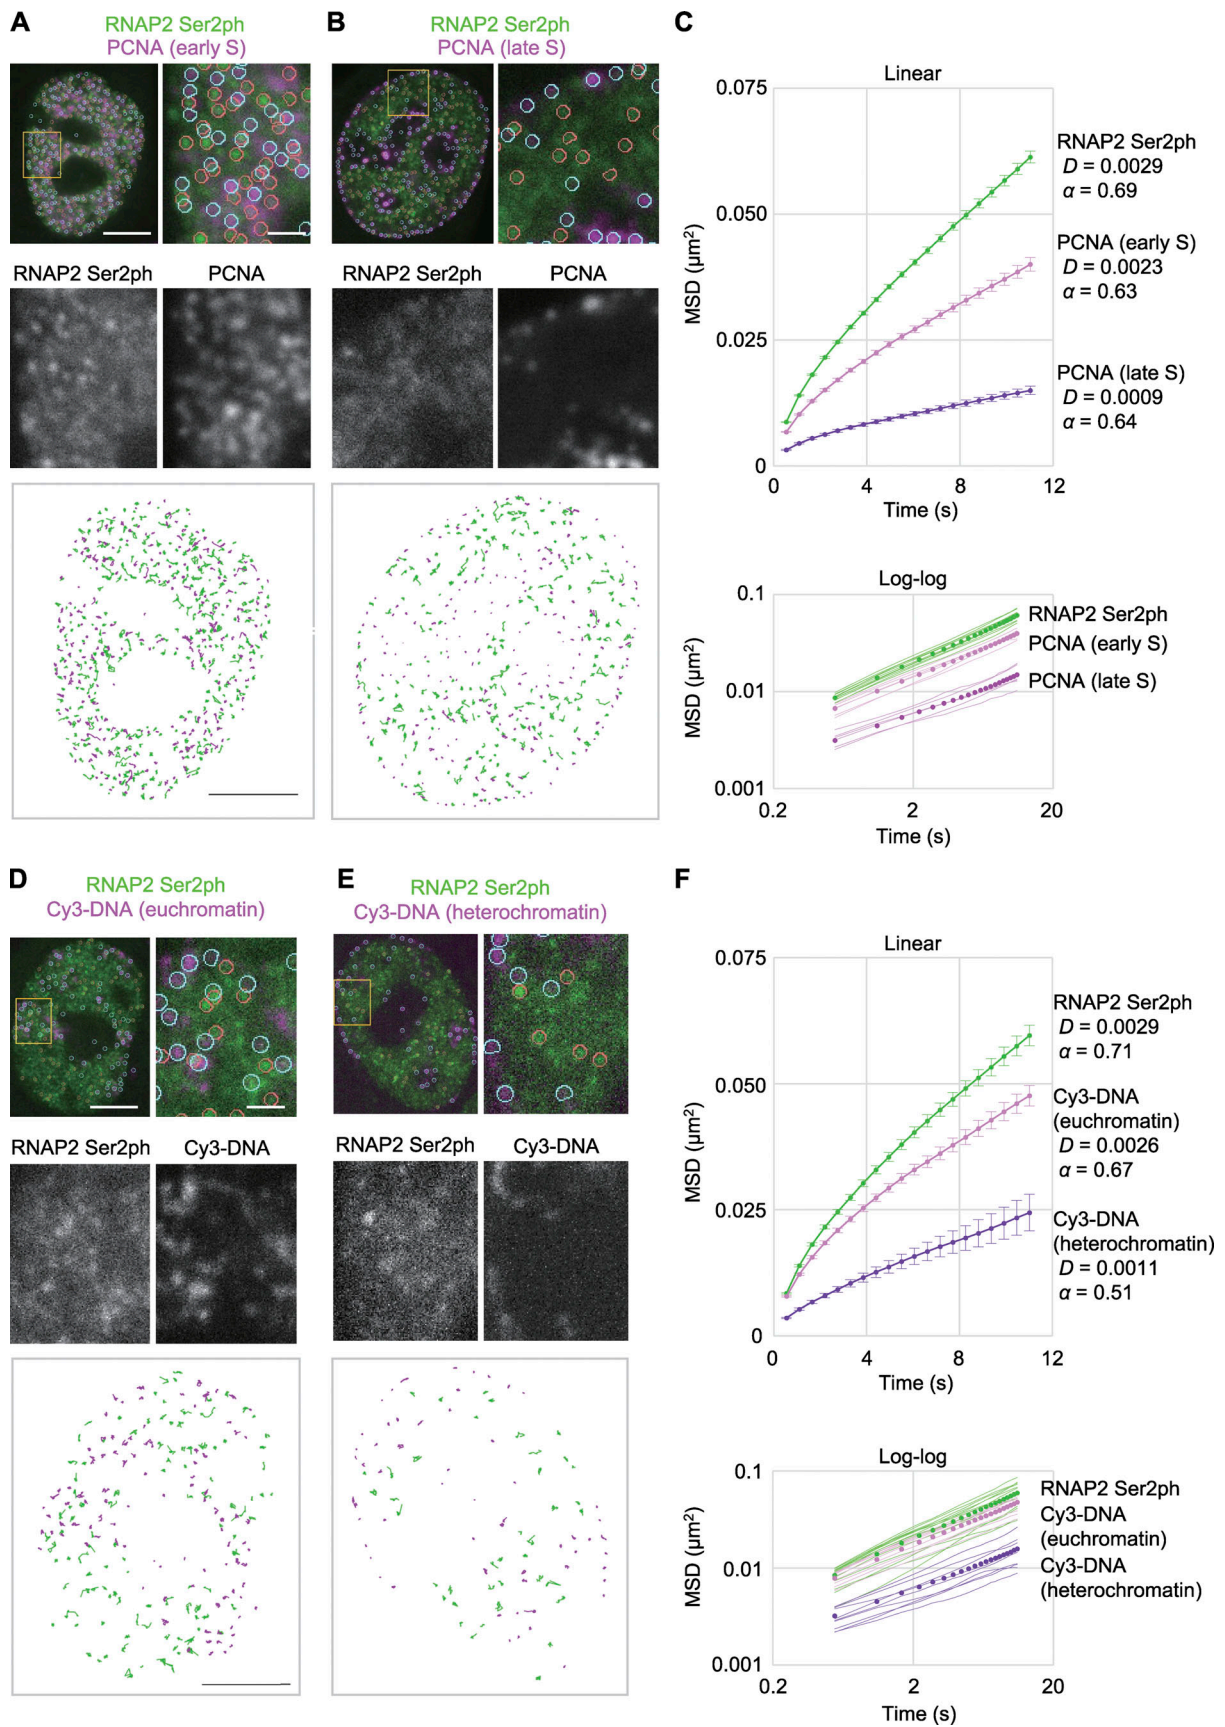 A
RNAP2 Ser2ph
PCNA (early S)
B
RNAP2 Ser2ph
PCNA (late S)
RNAP2 Ser2ph
PCNA
RNAP2 Ser2ph
PCNA
C
Linear
0.075
0.050
0.025
0
MSD (μm²)
0
4
8
12
Time (s)
RNAP2 Ser2ph
D = 0.0029
α = 0.69
PCNA (early S)
D = 0.0023
α = 0.63
PCNA (late S)
D = 0.0009
α = 0.64
Log-log
0.1
0.01
0.001
MSD (μm²)
0.2
2
20
Time (s)
RNAP2 Ser2ph
PCNA (early S)
PCNA (late S)
D
RNAP2 Ser2ph
Cy3-DNA (euchromatin)
E
RNAP2 Ser2ph
Cy3-DNA (heterochromatin)
RNAP2 Ser2ph
Cy3-DNA
RNAP2 Ser2ph
Cy3-DNA
F
Linear
0.075
0.050
0.025
0
MSD (μm²)
0
4
8
12
Time (s)
RNAP2 Ser2ph
D = 0.0029
α = 0.71
Cy3-DNA
(euchromatin)
D = 0.0026
α = 0.67
Cy3-DNA
(heterochromatin)
D = 0.0011
α = 0.51
Log-log
0.1
0.01
0.001
MSD (μm²)
0.2
2
20
Time (s)
RNAP2 Ser2ph
Cy3-DNA
(euchromatin)
Cy3-DNA
(heterochromatin)